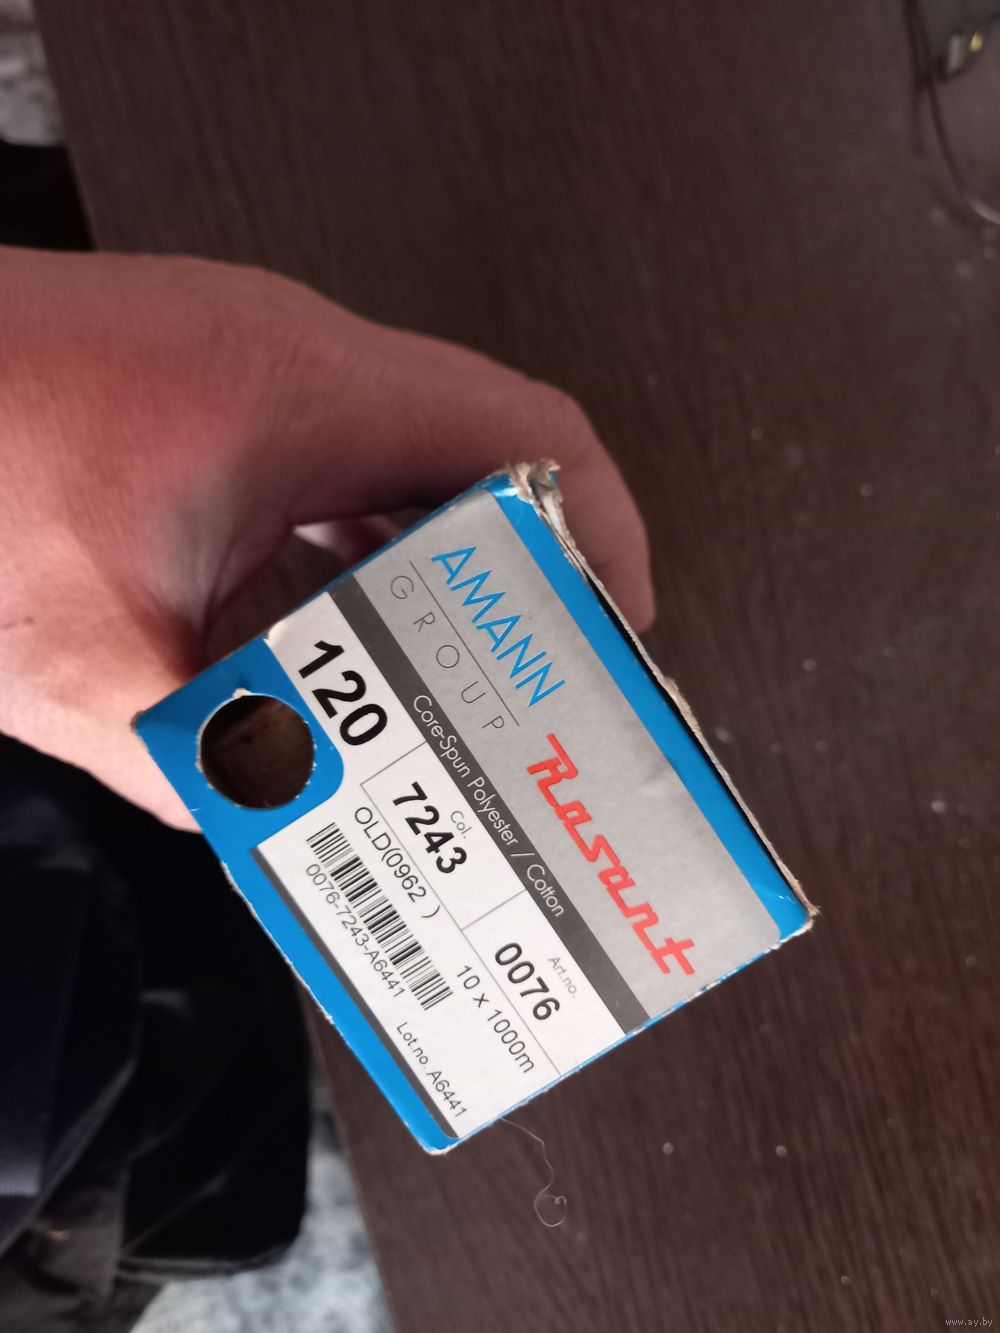 AMANN
GROUP
Rasant
Core-Spun Polyester / Cotton
120
Col.
7243
Art.no.
0076
OLD(0962 )
10 x 1000m
0076-7243-A6441
Lot.no. A6441
www.ay.by